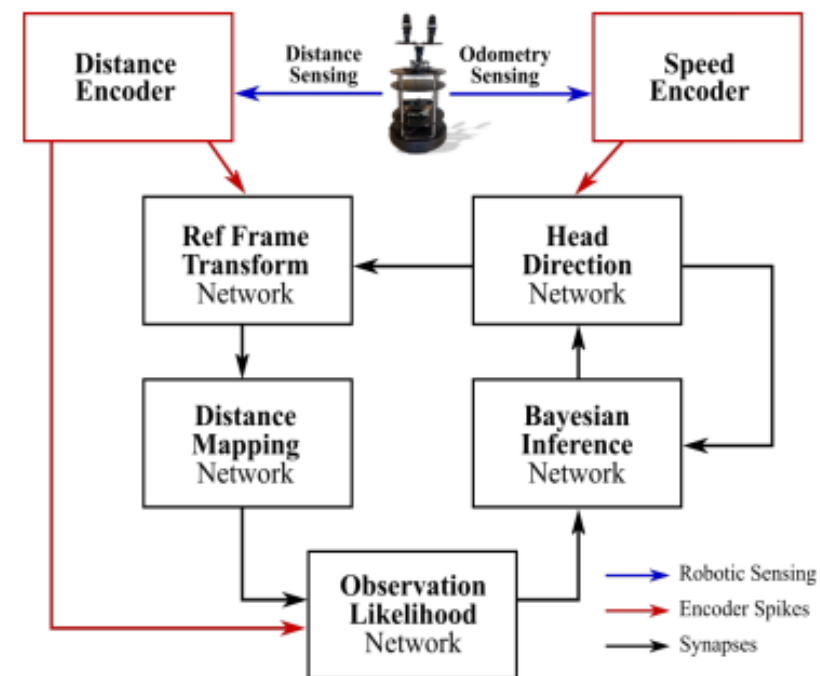 Distance
Encoder
Distance
Sensing
Odometry
Sensing
Speed
Encoder
Ref Frame
Transform
Network
Head
Direction
Network
Distance
Mapping
Network
Bayesian
Inference
Network
Observation
Likelihood
Network
Robotic Sensing
Encoder Spikes
Synapses